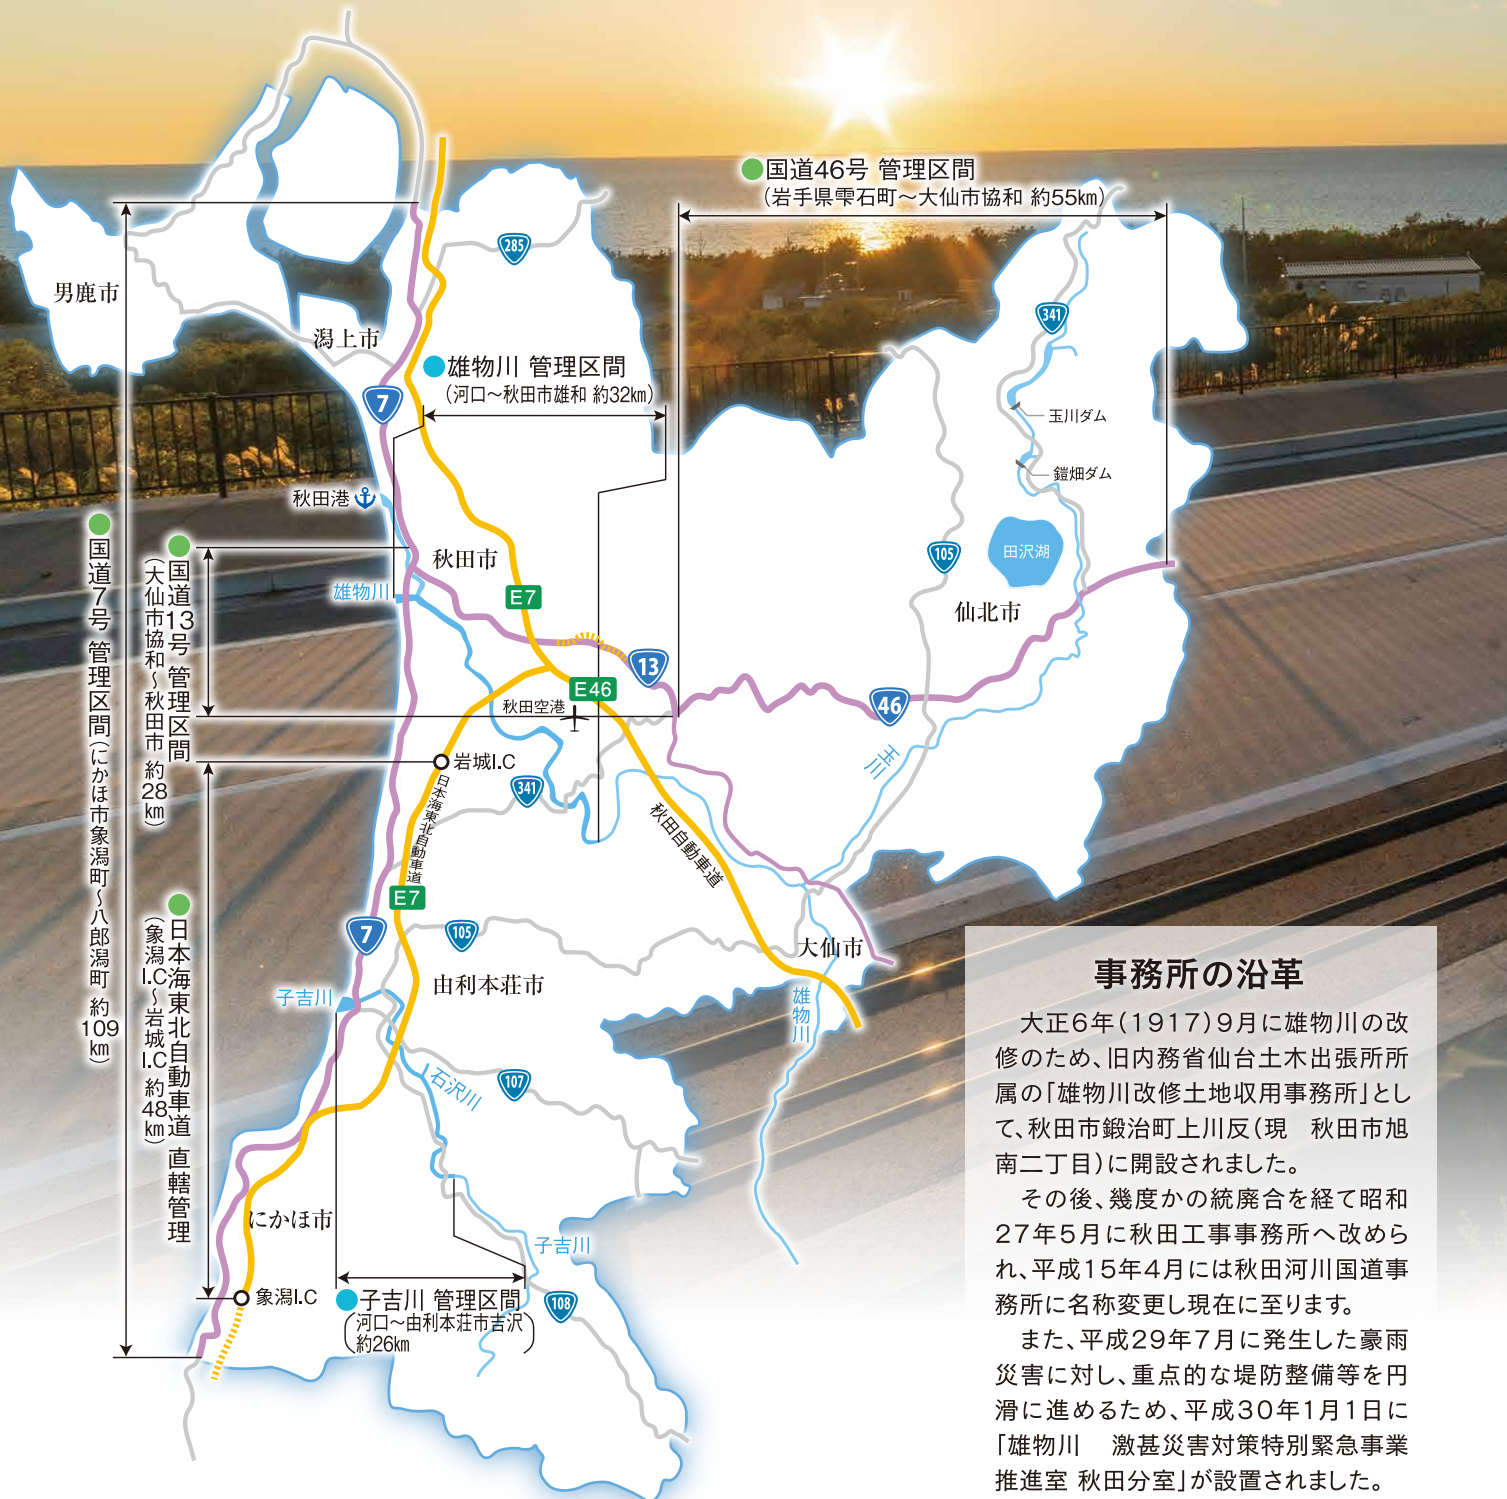 国道46号 管理区間
(岩手県雫石町～大仙市協和 約55km)
285
男鹿市
潟上市
341
雄物川 管理区間
(河口～秋田市雄和 約32km)
7
玉川ダム
鎧畑ダム
秋田港
秋田市
105
田沢湖
雄物川
E7
仙北市
13
E46
46
秋田空港
国道7号 管理区間(にかほ市象潟町～八郎潟町 約109km)
国道13号 管理区間
(大仙市協和～秋田市 約28km)
岩城I.C
玉川
341
日本海東北自動車道
秋田自動車道
E7
日本海東北自動車道 直轄管理
(象潟I.C～岩城I.C 約48km)
7
105
大仙市
由利本荘市
子吉川
雄物川
石沢川
107
にかほ市
子吉川
象潟I.C
子吉川 管理区間
(河口～由利本荘市吉沢
約26km)
108
事務所の沿革
大正6年(1917)9月に雄物川の改
修のため、旧内務省仙台土木出張所所
属の「雄物川改修土地収用事務所」とし
て、秋田市鍛治町上川反(現 秋田市旭
南二丁目)に開設されました。
その後、幾度かの統廃合を経て昭和
27年5月に秋田工事事務所へ改めら
れ、平成15年4月には秋田河川国道事
務所に名称変更し現在に至ります。
また、平成29年7月に発生した豪雨
災害に対し、重点的な堤防整備等を円
滑に進めるため、平成30年1月1日に
「雄物川 激甚災害対策特別緊急事業
推進室 秋田分室」が設置されました。